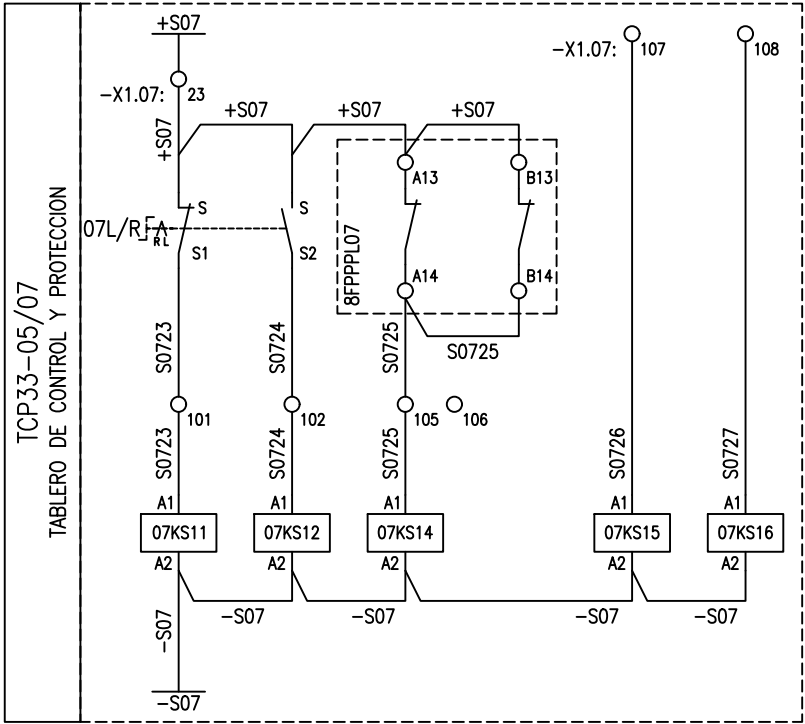 +S07
-X1.07: 23
-X1.07: 107
108
+S07
+S07
+S07
+S07
A13
B13
07L/R
R L
S
S1
S
S2
8FPPPL07
A14
B14
S0725
S0723
S0724
S0725
101
102
105
106
S0723
S0724
S0725
S0726
S0727
A1
A1
A1
A1
A1
07KS11
07KS12
07KS14
07KS15
07KS16
A2
A2
A2
A2
A2
-S07
-S07
-S07
-S07
-S07
-S07
TCP33-05/07
TABLERO DE CONTROL Y PROTECCION